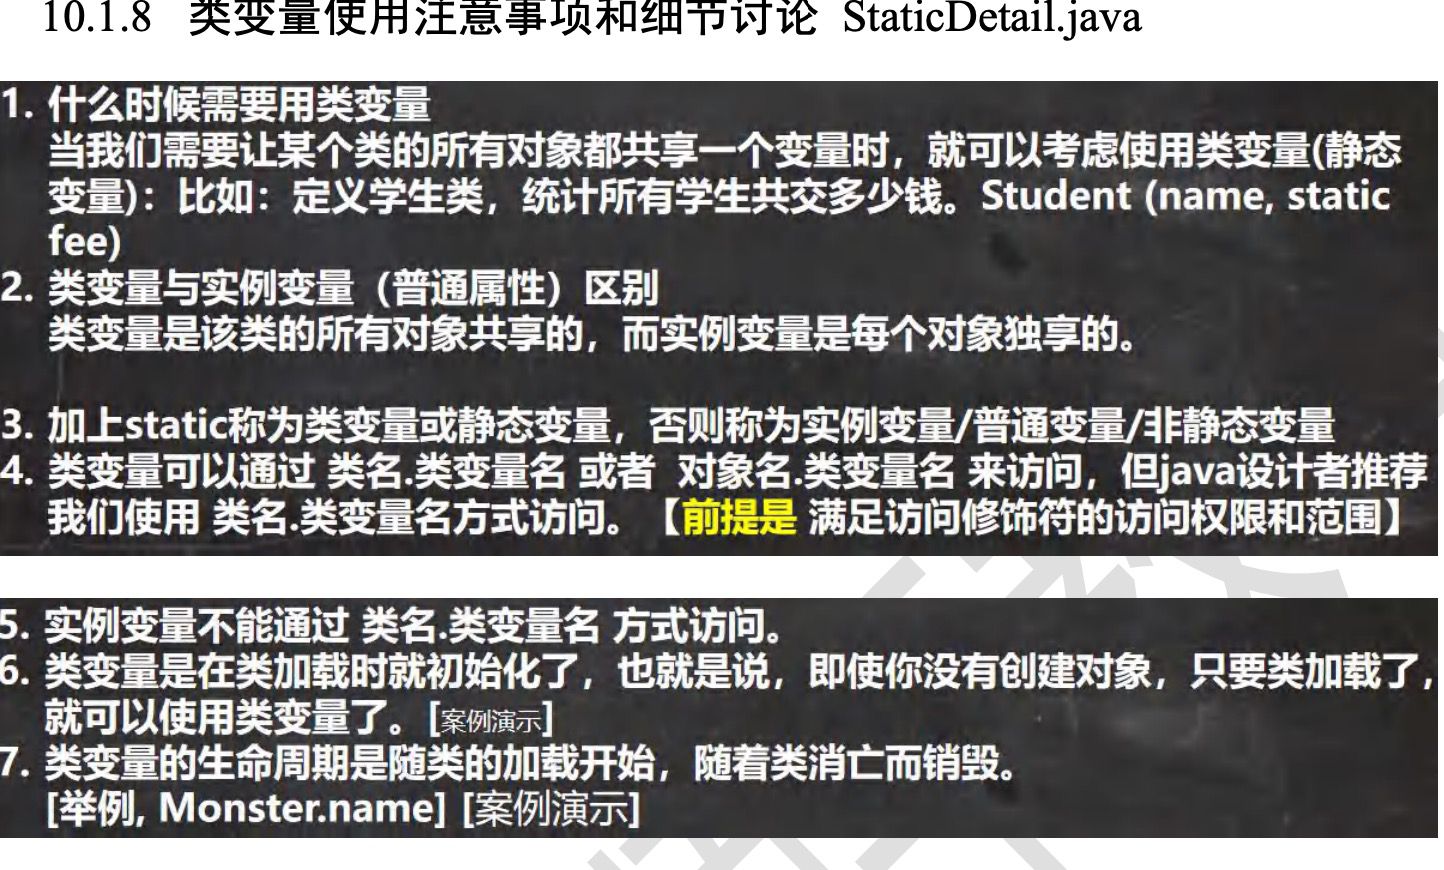 10.1.8 类变量使用注意事项和细节讨论 StaticDetail.java
1. 什么时候需要用类变量
当我们需要让某个类的所有对象都共享一个变量时，就可以考虑使用类变量(静态
变量)：比如：定义学生类，统计所有学生共交多少钱。Student (name, static
fee)
2. 类变量与实例变量（普通属性）区别
类变量是该类的所有对象共享的，而实例变量是每个对象独享的。
3. 加上static称为类变量或静态变量，否则称为实例变量/普通变量/非静态变量
4. 类变量可以通过 类名.类变量名 或者 对象名.类变量名 来访问，但java设计者推荐
我们使用 类名.类变量名方式访问。【前提是 满足访问修饰符的访问权限和范围】
5. 实例变量不能通过 类名.类变量名 方式访问。
6. 类变量是在类加载时就初始化了，也就是说，即使你没有创建对象，只要类加载了，
就可以使用类变量了。[案例演示]
7. 类变量的生命周期是随类的加载开始，随着类消亡而销毁。
[举例, Monster.name] [案例演示]